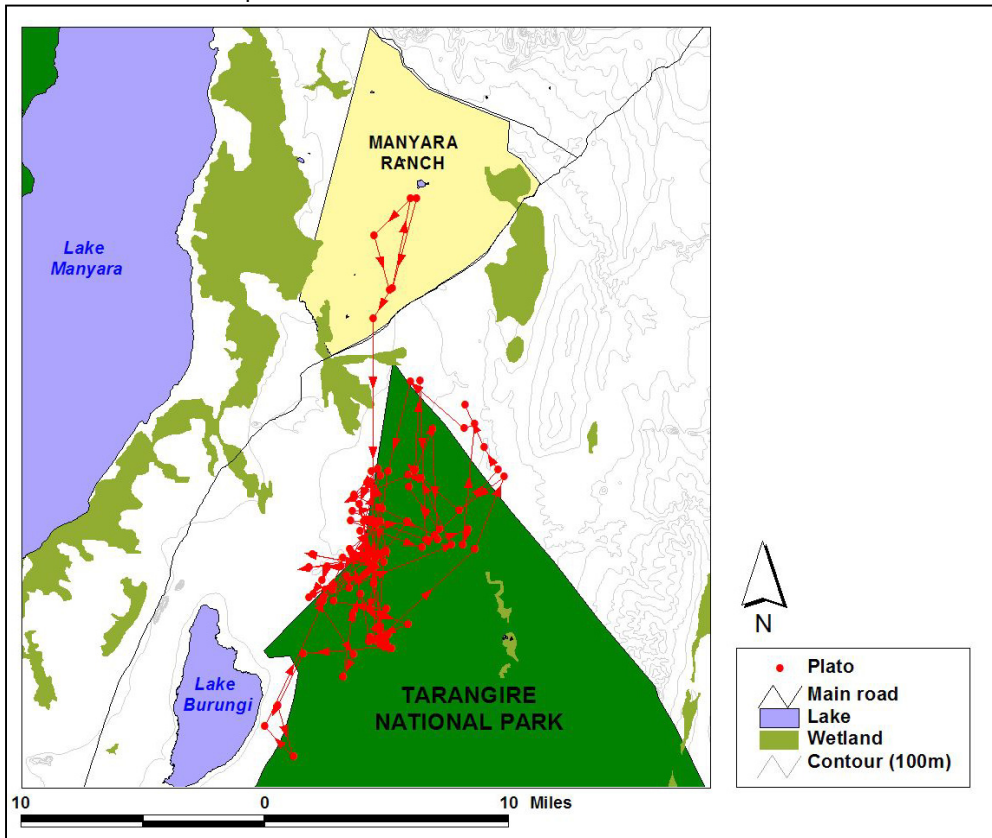 MANYARA
RANCH
Lake
Manyara
Lake
Burungi
TARANGIRE
NATIONAL PARK
N
Plato
Main road
Lake
Wetland
Contour (100m)
10 0 10 Miles